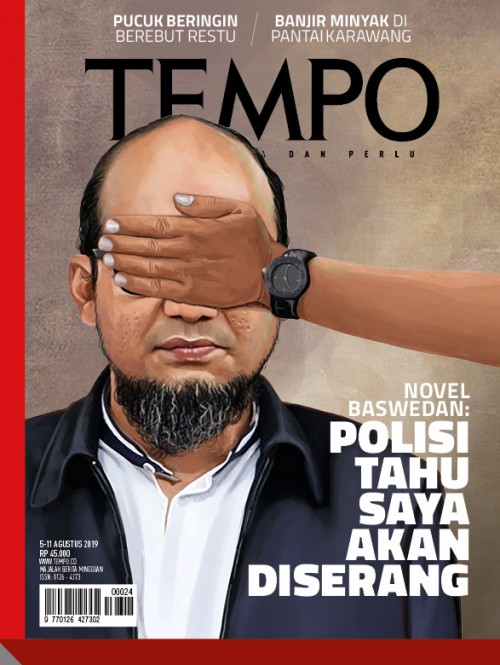 PUCUK BERINGIN
BEREBUT RESTU
BANJIR MINYAK DI
PANTAI KARAWANG
TEMPO
DAN PERLU
NOVEL
BASWEDAN:
POLISI
TAHU
SAYA
AKAN
DISERANG
5-11 AGUSTUS 2019
RP 45.000
WWW.TEMPO.CO
MAJALAH BERITA MINGGUAN
ISSN: 0126 - 4273
00024
9 770126 427302